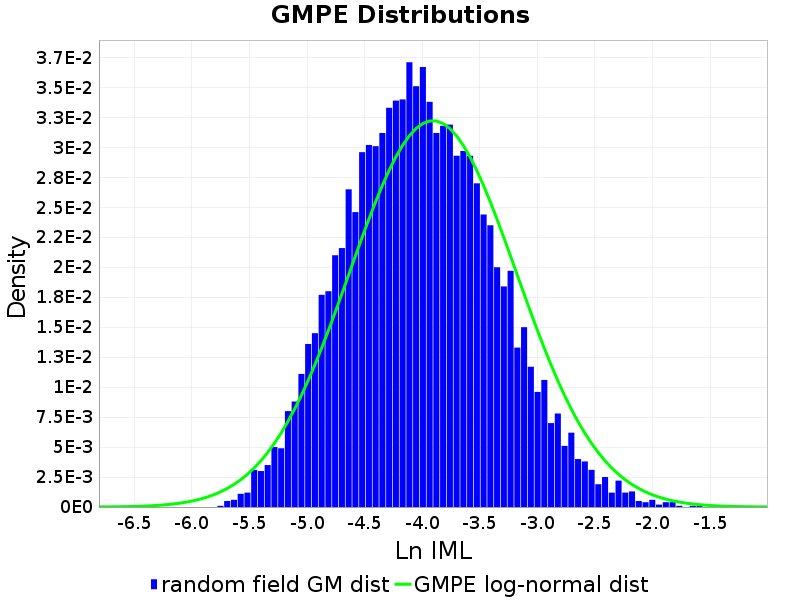 GMPE Distributions
Density
3.7E-2
3.5E-2
3.3E-2
3E-2
2.8E-2
2.5E-2
2.2E-2
2E-2
1.8E-2
1.5E-2
1.3E-2
1E-2
7.5E-3
5E-3
2.5E-3
0E0
-6.5 -6.0 -5.5 -5.0 -4.5 -4.0 -3.5 -3.0 -2.5 -2.0 -1.5
Ln IML
random field GM dist GMPE log-normal dist